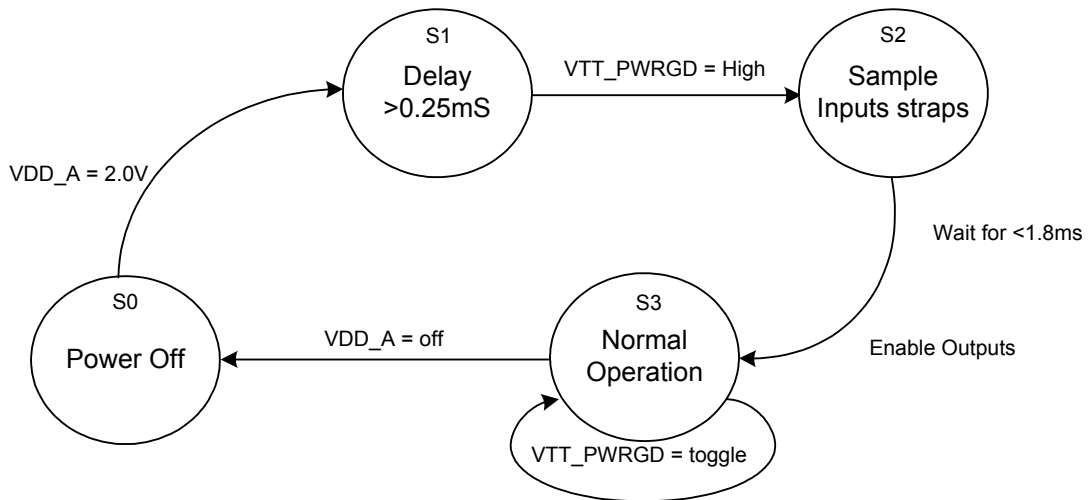 S1
Delay
>0.25mS
VTT_PWRGD = High
S2
Sample
Inputs straps
VDD_A = 2.0V
Wait for <1.8ms
S0
Power Off
VDD_A = off
S3
Normal
Operation
Enable Outputs
VTT_PWRGD = toggle